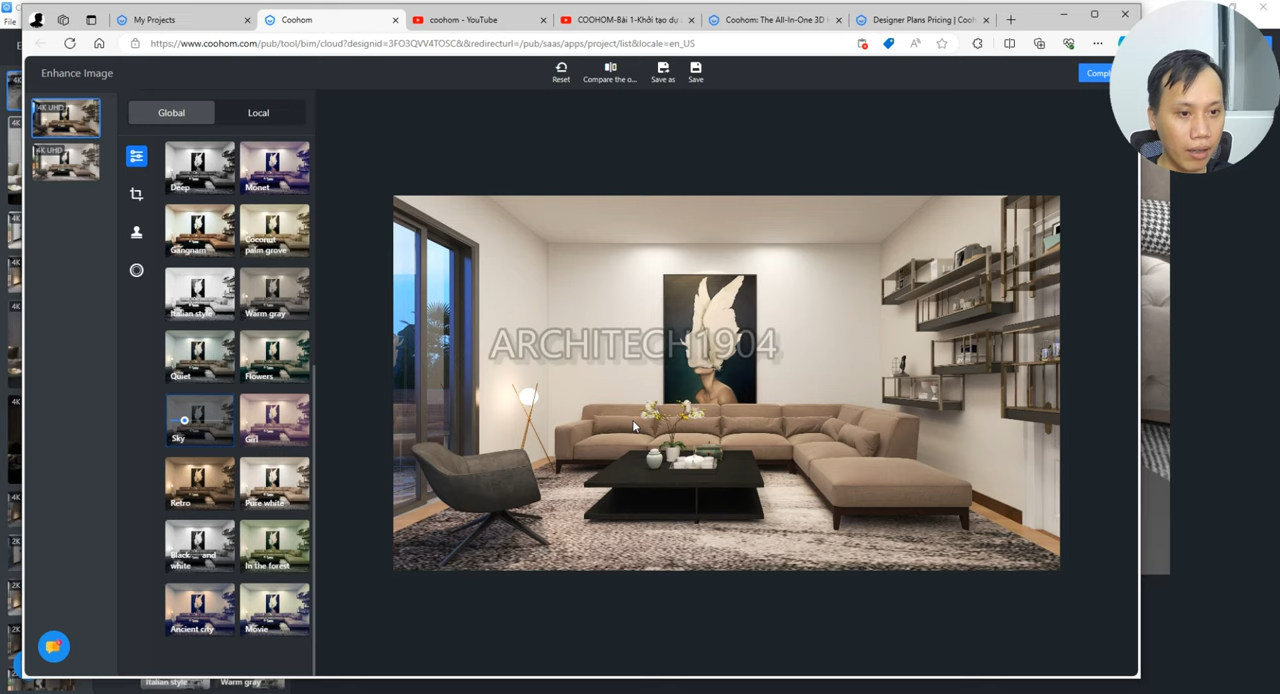 File
My Projects
Coohom
coohom - YouTube
COOHOM-Bài 1-Khởi tạo dự
Coohom: The All-In-One 3D
Designer Plans Pricing | Cooh
https://www.coohom.com/pub/tool/bim/cloud?designid=3FO3QVV4TOSC&&redirecturl=/pub/saas/apps/project/list&locale=en_US
Enhance Image
Reset
Compare the o...
Save as
Save
Compl
4K UHD
4K UHD
Global
Local
Deep
Monet
Gangnam
Coconut palm grove
Italian style
Warm gray
Quiet
Flowers
Sky
Girl
Retro
Pure white
Black and white
In the forest
Ancient city
Movie
ARCHITECH1904
Italian style
Warm gray